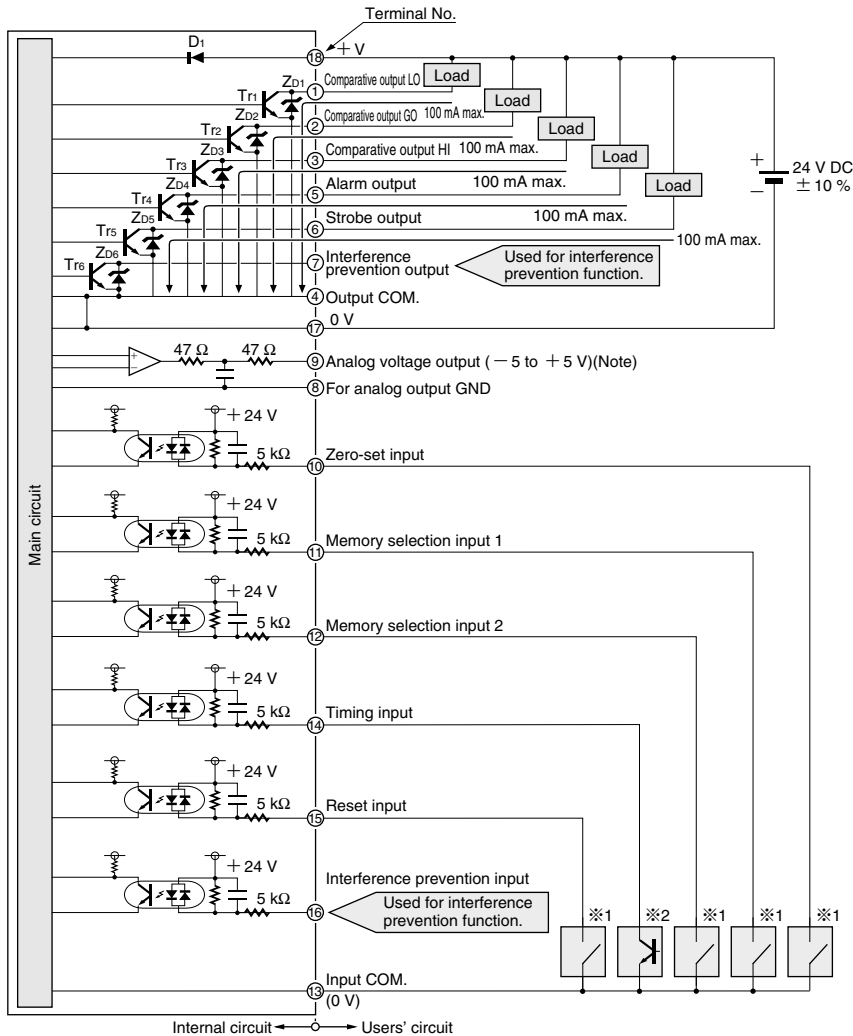 Terminal No.
D1
18 + V
ZD1 1 Comparative output LO Load
Tr1
ZD2 100 mA max. Load
2 Comparative output GO
Tr2
ZD3 100 mA max. Load
3 Comparative output HI
Tr3
ZD4 100 mA max. Load
5 Alarm output
Tr4
ZD5 100 mA max. Load
6 Strobe output
Tr5
100 mA max.
+
− 24 V DC
± 10 %
ZD6 7 Interference
prevention output
Used for interference
prevention function.
Tr6
4 Output COM.
17 0 V
47 Ω 47 Ω
+
−
9 Analog voltage output (− 5 to + 5 V)(Note)
8 For analog output GND
+ 24 V
5 kΩ
10 Zero-set input
+ 24 V
5 kΩ
11 Memory selection input 1
+ 24 V
5 kΩ
12 Memory selection input 2
+ 24 V
5 kΩ
14 Timing input
+ 24 V
5 kΩ
15 Reset input
+ 24 V
5 kΩ
Interference prevention input
16
Used for interference
prevention function.
※1 ※2 ※1 ※1 ※1
13 Input COM.
(0 V)
Main circuit
Internal circuit Users' circuit